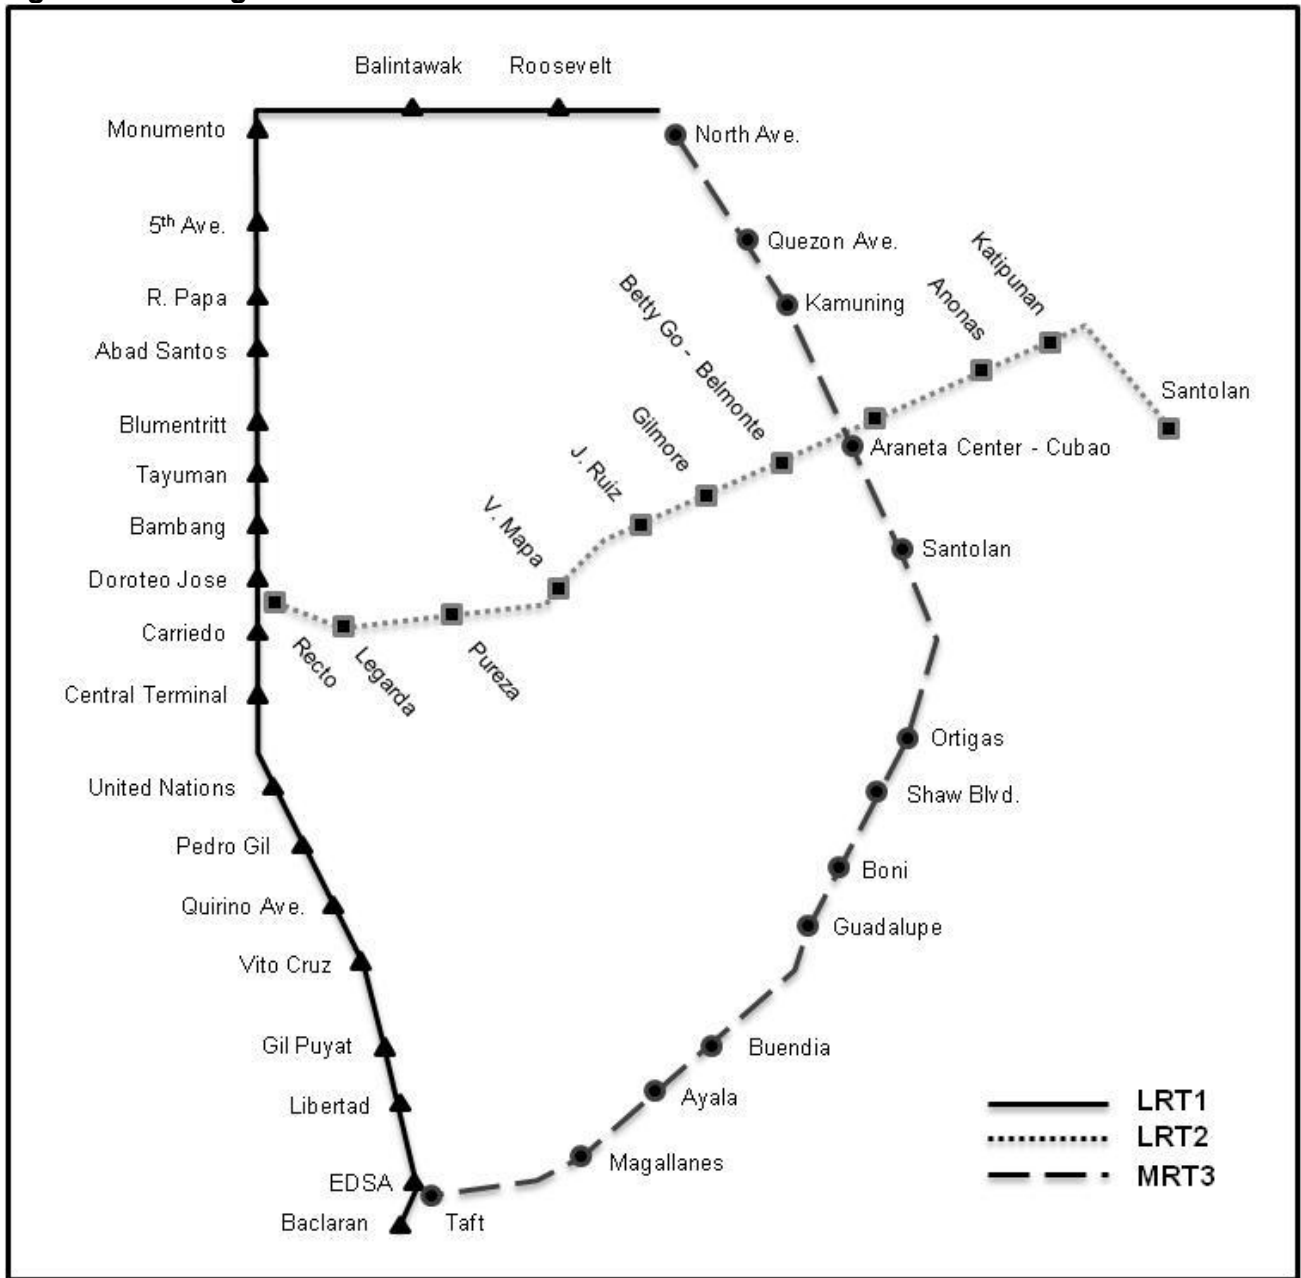 Balintawak
Roosevelt
Monumento
North Ave.
5th Ave.
Quezon Ave.
Katipunan
R. Papa
Kamuning
Anonas
Betty Go - Belmonte
Abad Santos
Santolan
Blumentritt
Gilmore
Araneta Center - Cubao
Tayuman
J. Ruiz
Bambang
V. Mapa
Santolan
Doroteo Jose
Carriedo
Recto
Legarda
Pureza
Central Terminal
Ortigas
United Nations
Shaw Blvd.
Pedro Gil
Boni
Quirino Ave.
Guadalupe
Vito Cruz
Gil Puyat
Buendia
Libertad
Ayala
Magallanes
EDSA
Baclaran
Taft
LRT1
LRT2
MRT3